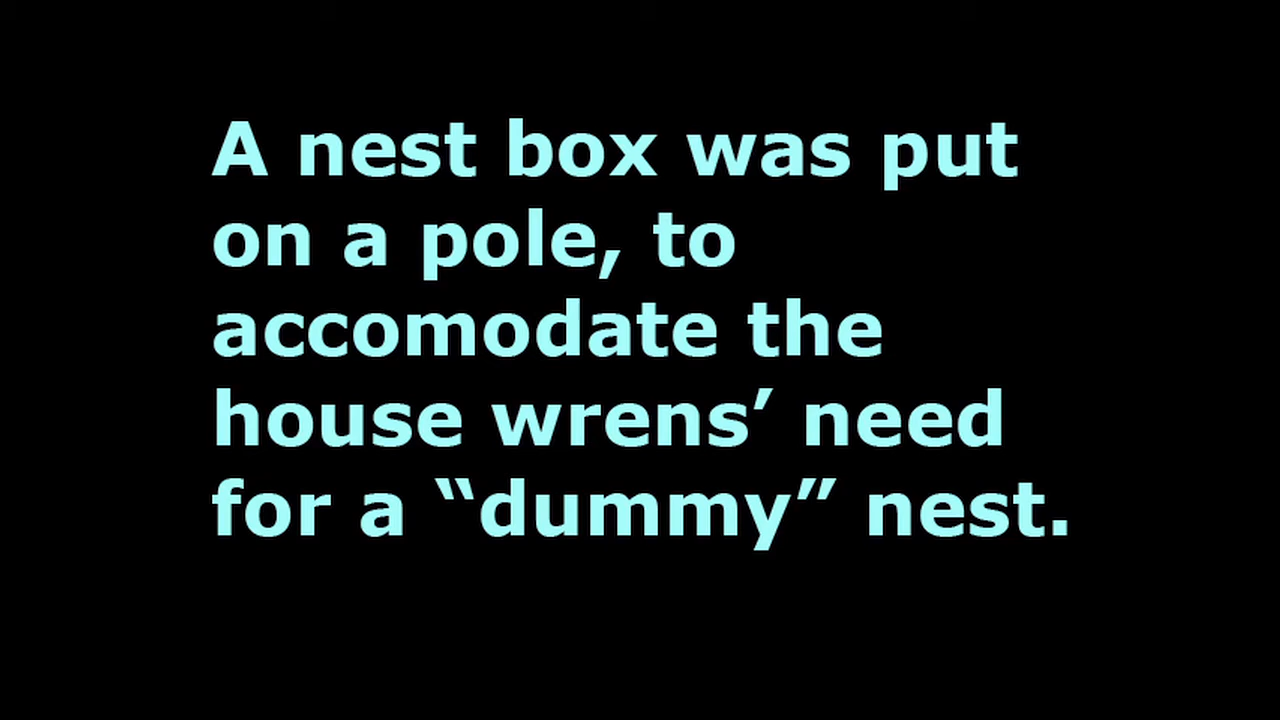 A nest box was put
on a pole, to
accomodate the
house wrens’ need
for a “dummy” nest.